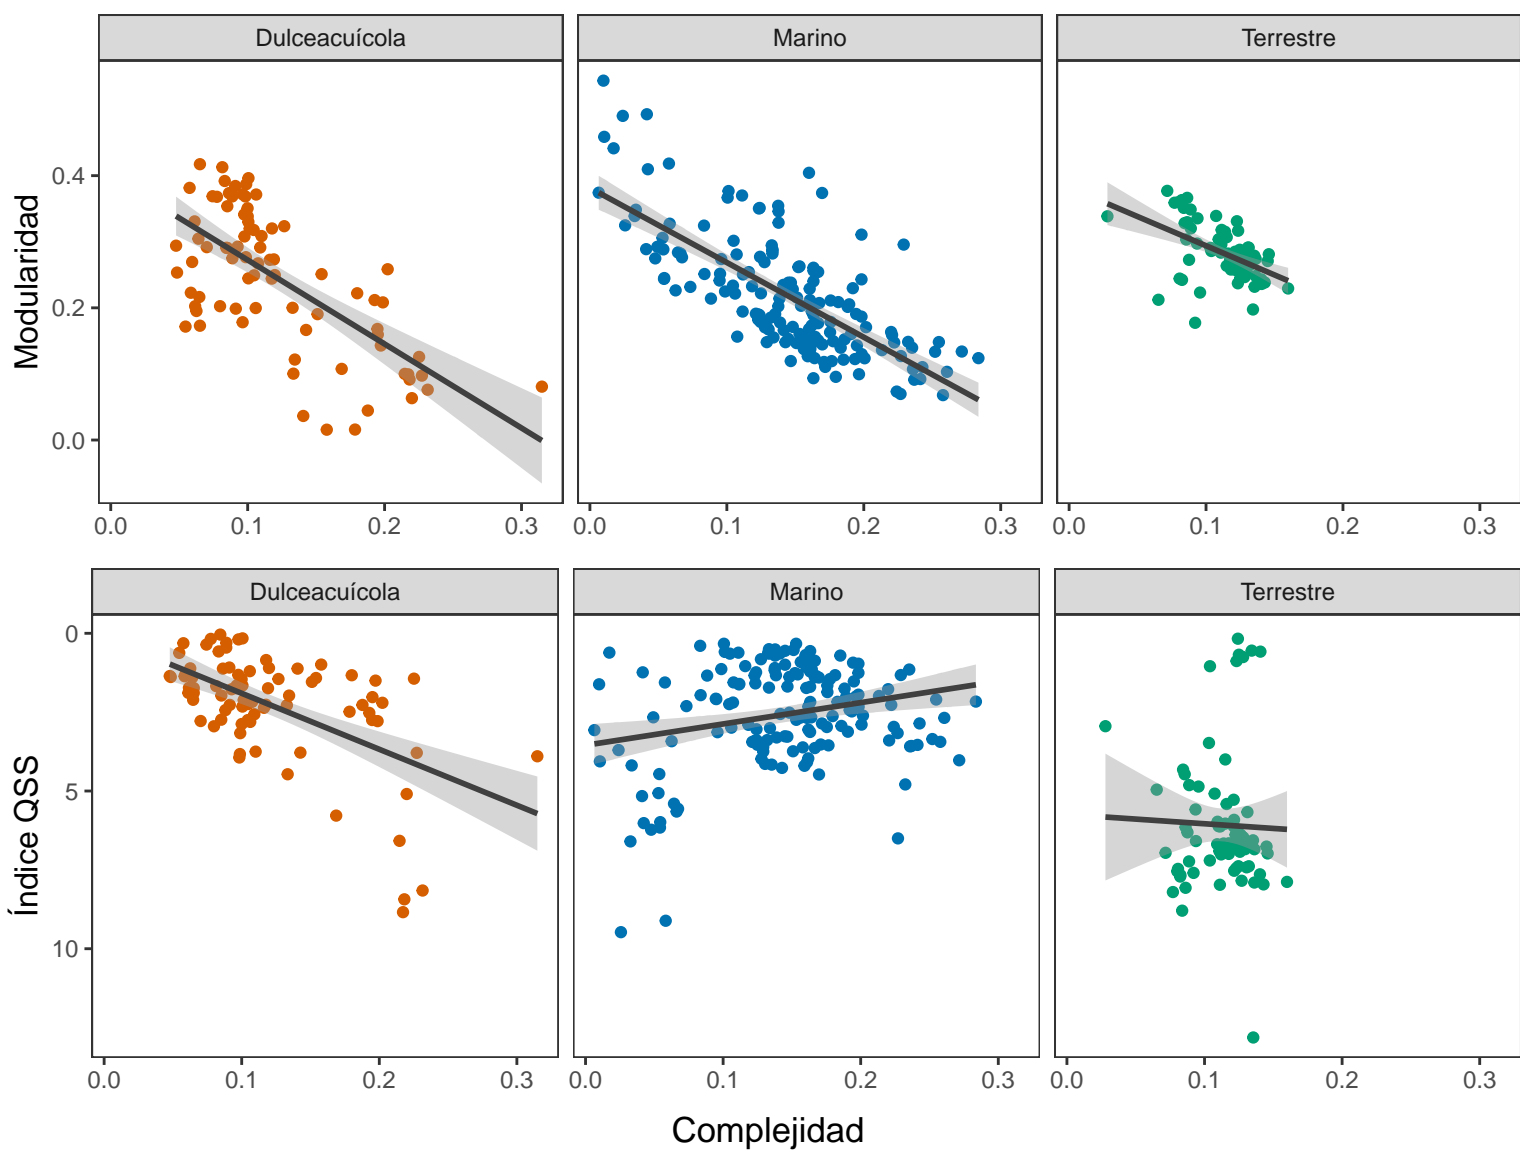 Dulceacuícola Marino Terrestre
Modularidad
0.4
0.2
0.0
0.0 0.1 0.2 0.3 0.0 0.1 0.2 0.3 0.0 0.1 0.2 0.3
Dulceacuícola Marino Terrestre
Índice QSS
0
5
10
0.0 0.1 0.2 0.3 0.0 0.1 0.2 0.3 0.0 0.1 0.2 0.3
Complejidad